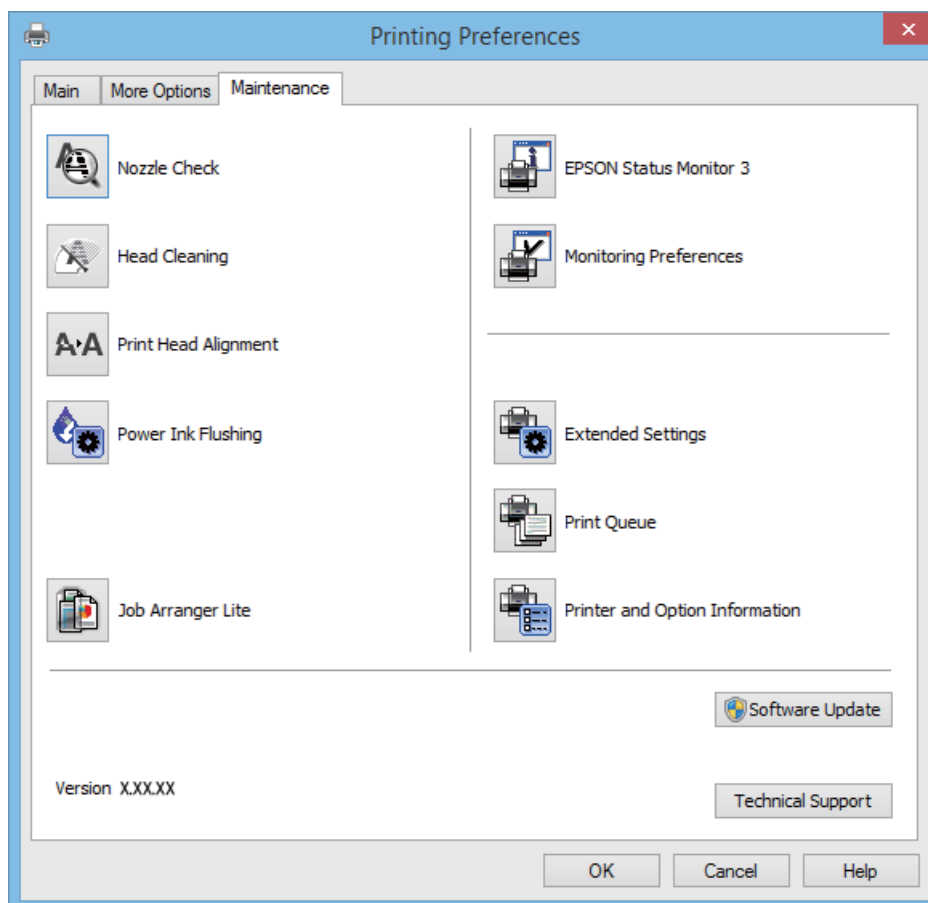 Printing Preferences
Main
More Options
Maintenance
Nozzle Check
Head Cleaning
Print Head Alignment
Power Ink Flushing
Job Arranger Lite
EPSON Status Monitor 3
Monitoring Preferences
Extended Settings
Print Queue
Printer and Option Information
Software Update
Version X.XX.XX
Technical Support
OK
Cancel
Help